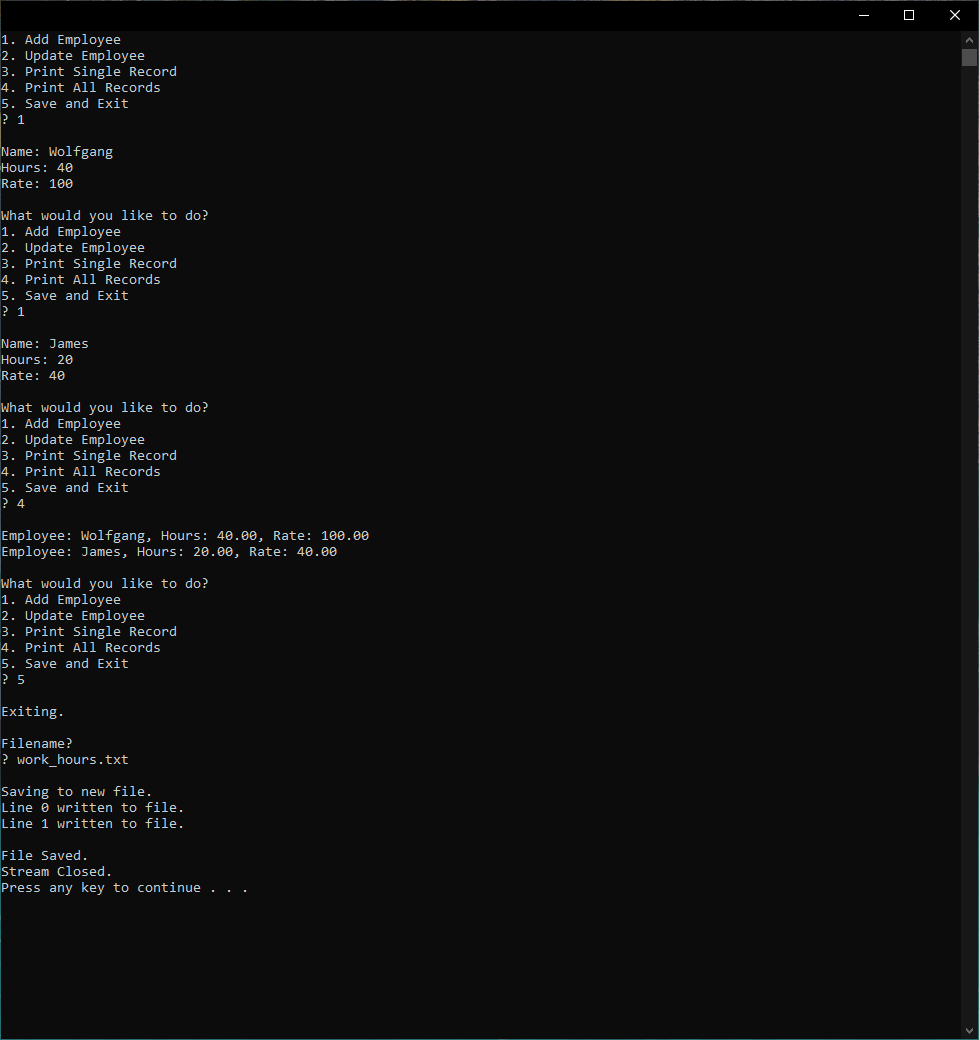 1. Add Employee
2. Update Employee
3. Print Single Record
4. Print All Records
5. Save and Exit
? 1
Name: Wolfgang
Hours: 40
Rate: 100
What would you like to do?
1. Add Employee
2. Update Employee
3. Print Single Record
4. Print All Records
5. Save and Exit
? 1
Name: James
Hours: 20
Rate: 40
What would you like to do?
1. Add Employee
2. Update Employee
3. Print Single Record
4. Print All Records
5. Save and Exit
? 4
Employee: Wolfgang, Hours: 40.00, Rate: 100.00
Employee: James, Hours: 20.00, Rate: 40.00
What would you like to do?
1. Add Employee
2. Update Employee
3. Print Single Record
4. Print All Records
5. Save and Exit
? 5
Exiting.
Filename?
? work_hours.txt
Saving to new file.
Line 0 written to file.
Line 1 written to file.
File Saved.
Stream Closed.
Press any key to continue . . .